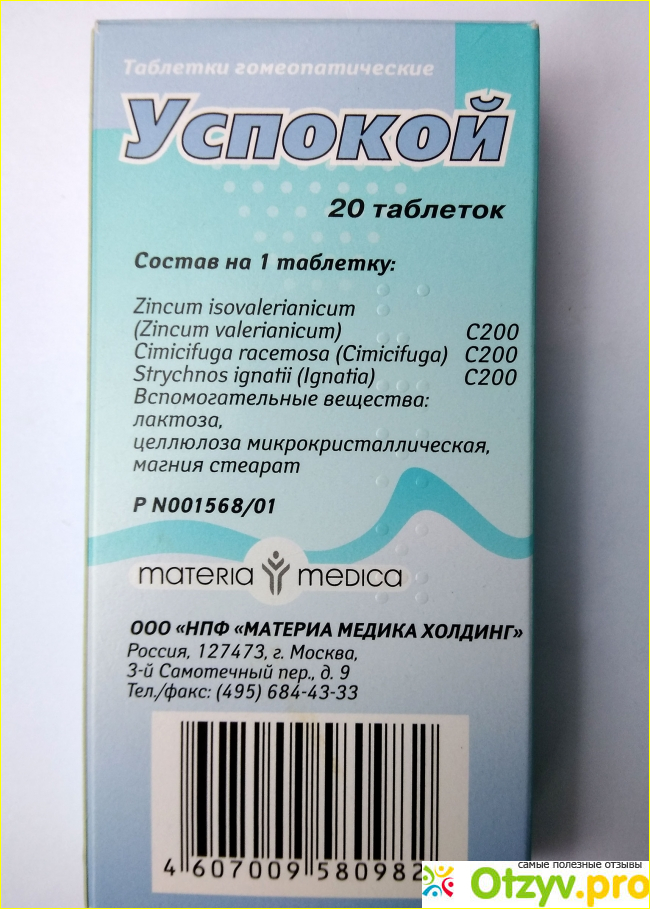 Таблетки гомеопатические
Успокой
20 таблеток
Состав на 1 таблетку:
Zincum isovalerianicum
(Zincum valerianicum) C200
Cimicifuga racemosa (Cimicifuga) C200
Strychnos ignatii (Ignatia) C200
Вспомогательные вещества:
лактоза,
целлюлоза микрокристаллическая,
магния стеарат
Р N001568/01
materia medica
ООО «НПФ «МАТЕРИА МЕДИКА ХОЛДИНГ»
Россия, 127473, г. Москва,
3-й Самотечный пер., д. 9
Тел./факс: (495) 684-43-33
4 607009 580982
самые полезные отзывы
Otzyv.pro